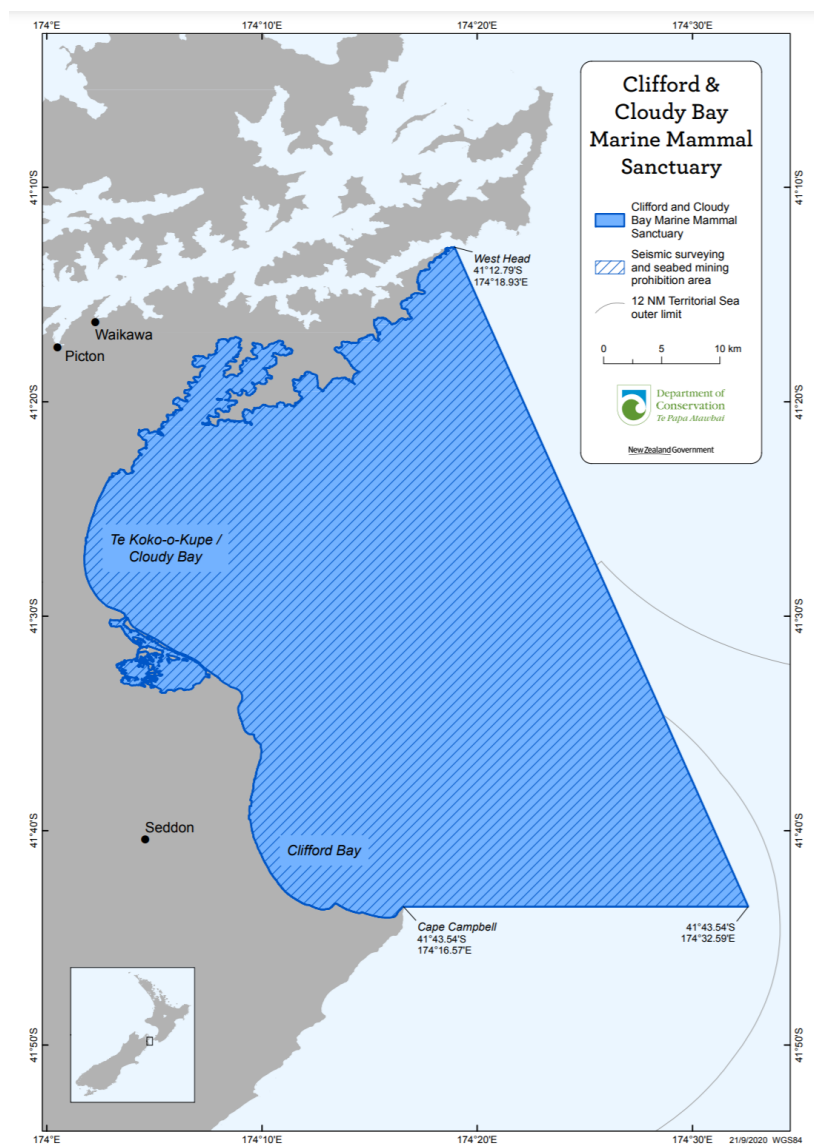 174°E
174°10'E
174°20'E
174°30'E
Clifford &
Cloudy Bay
Marine Mammal
Sanctuary
Clifford and Cloudy
Bay Marine Mammal
Sanctuary
Seismic surveying
and seabed mining
prohibition area
12 NM Territorial Sea
outer limit
0 5 10 km
Department of
Conservation
Te Papa Atawhai
New Zealand Government
41°10'S
41°10'S
West Head
41°12.79'S
174°18.93'E
Waikawa
Picton
41°20'S
41°20'S
Te Koko-o-Kupe /
Cloudy Bay
41°30'S
41°30'S
Seddon
41°40'S
41°40'S
Clifford Bay
Cape Campbell
41°43.54'S
174°16.57'E
41°43.54'S
174°32.59'E
41°50'S
41°50'S
174°E
174°10'E
174°20'E
174°30'E
21/9/2020 WGS84